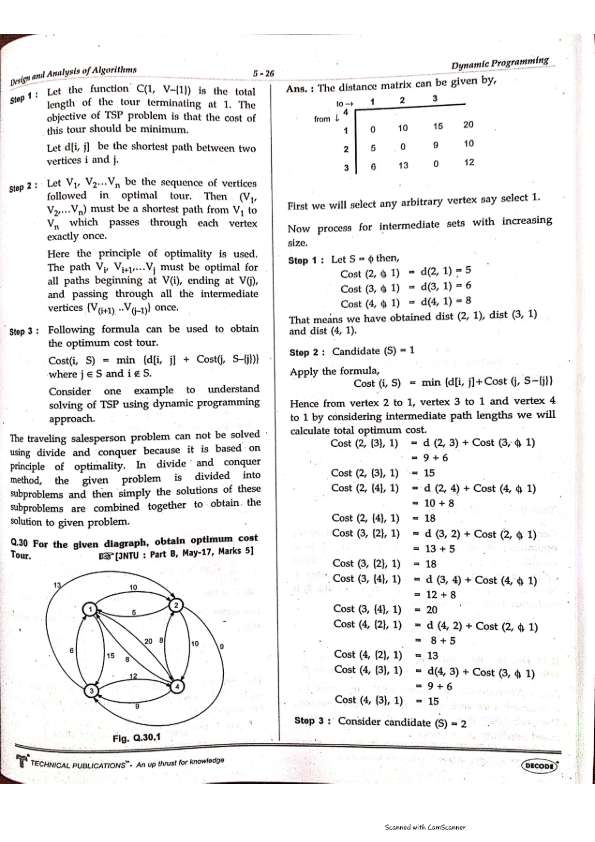 Design and Analysis of Algorithms
5 - 26
Dynamic Programming
Step 1 : Let the function C(1, V–{1}) is the total
length of the tour terminating at 1. The
objective of TSP problem is that the cost of
this tour should be minimum.
Let d[i, j] be the shortest path between two
vertices i and j.
Step 2 : Let V₁, V₂...Vₙ be the sequence of vertices
followed in optimal tour. Then (V₁,
V₂,...Vₙ) must be a shortest path from V₁ to
Vₙ which passes through each vertex
exactly once.
Here the principle of optimality is used.
The path Vᵢ, Vᵢ₊₁,...Vⱼ must be optimal for
all paths beginning at V(i), ending at V(j),
and passing through all the intermediate
vertices {V₍ᵢ₊₁₎ ..V₍ⱼ₋₁₎} once.
Step 3 : Following formula can be used to obtain
the optimum cost tour.
Cost(i, S) = min {d[i, j] + Cost(j, S–{j})}
where j ∈ S and i ∉ S.
Consider one example to understand
solving of TSP using dynamic programming
approach.
The traveling salesperson problem can not be solved
using divide and conquer because it is based on
principle of optimality. In divide and conquer
method, the given problem is divided into
subproblems and then simply the solutions of these
subproblems are combined together to obtain the
solution to given problem.
Q.30 For the given diagraph, obtain optimum cost
Tour. ☞[JNTU : Part B, May-17, Marks 5]
13
10
1
2
5
20
8
10
9
6
15
8
12
3
4
9
Fig. Q.30.1
Ans. : The distance matrix can be given by,
to → 1 2 3
from ↓ 4
1 0 10 15 20
2 5 0 9 10
3 6 13 0 12
First we will select any arbitrary vertex say select 1.
Now process for intermediate sets with increasing
size.
Step 1 : Let S = ϕ then,
Cost (2, ϕ, 1) = d(2, 1) = 5
Cost (3, ϕ, 1) = d(3, 1) = 6
Cost (4, ϕ, 1) = d(4, 1) = 8
That means we have obtained dist (2, 1), dist (3, 1)
and dist (4, 1).
Step 2 : Candidate (S) = 1
Apply the formula,
Cost (i, S) = min {d[i, j]+Cost (j, S–{j})}
Hence from vertex 2 to 1, vertex 3 to 1 and vertex 4
to 1 by considering intermediate path lengths we will
calculate total optimum cost.
Cost (2, {3}, 1) = d (2, 3) + Cost (3, ϕ, 1)
= 9 + 6
Cost (2, {3}, 1) = 15
Cost (2, {4}, 1) = d (2, 4) + Cost (4, ϕ, 1)
= 10 + 8
Cost (2, {4}, 1) = 18
Cost (3, {2}, 1) = d (3, 2) + Cost (2, ϕ, 1)
= 13 + 5
Cost (3, {2}, 1) = 18
Cost (3, {4}, 1) = d (3, 4) + Cost (4, ϕ, 1)
= 12 + 8
Cost (3, {4}, 1) = 20
Cost (4, {2}, 1) = d (4, 2) + Cost (2, ϕ, 1)
= 8 + 5
Cost (4, {2}, 1) = 13
Cost (4, {3}, 1) = d(4, 3) + Cost (3, ϕ, 1)
= 9 + 6
Cost (4, {3}, 1) = 15
Step 3 : Consider candidate (S) = 2
TECHNICAL PUBLICATIONS™- An up thrust for knowledge
DECODE
Scanned with CamScanner